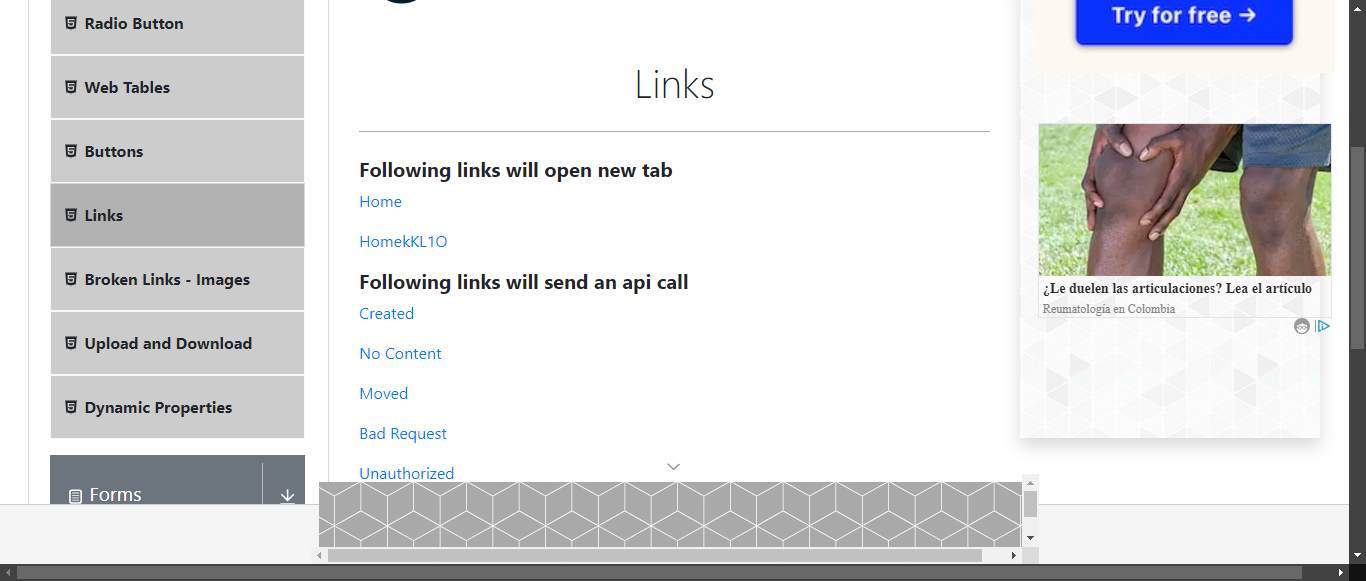 Radio Button
Web Tables
Buttons
Links
Broken Links - Images
Upload and Download
Dynamic Properties
Forms
Links
Following links will open new tab
Home
HomekKL1O
Following links will send an api call
Created
No Content
Moved
Bad Request
Unauthorized
Try for free →
¿Le duelen las articulaciones? Lea el artículo
Reumatología en Colombia